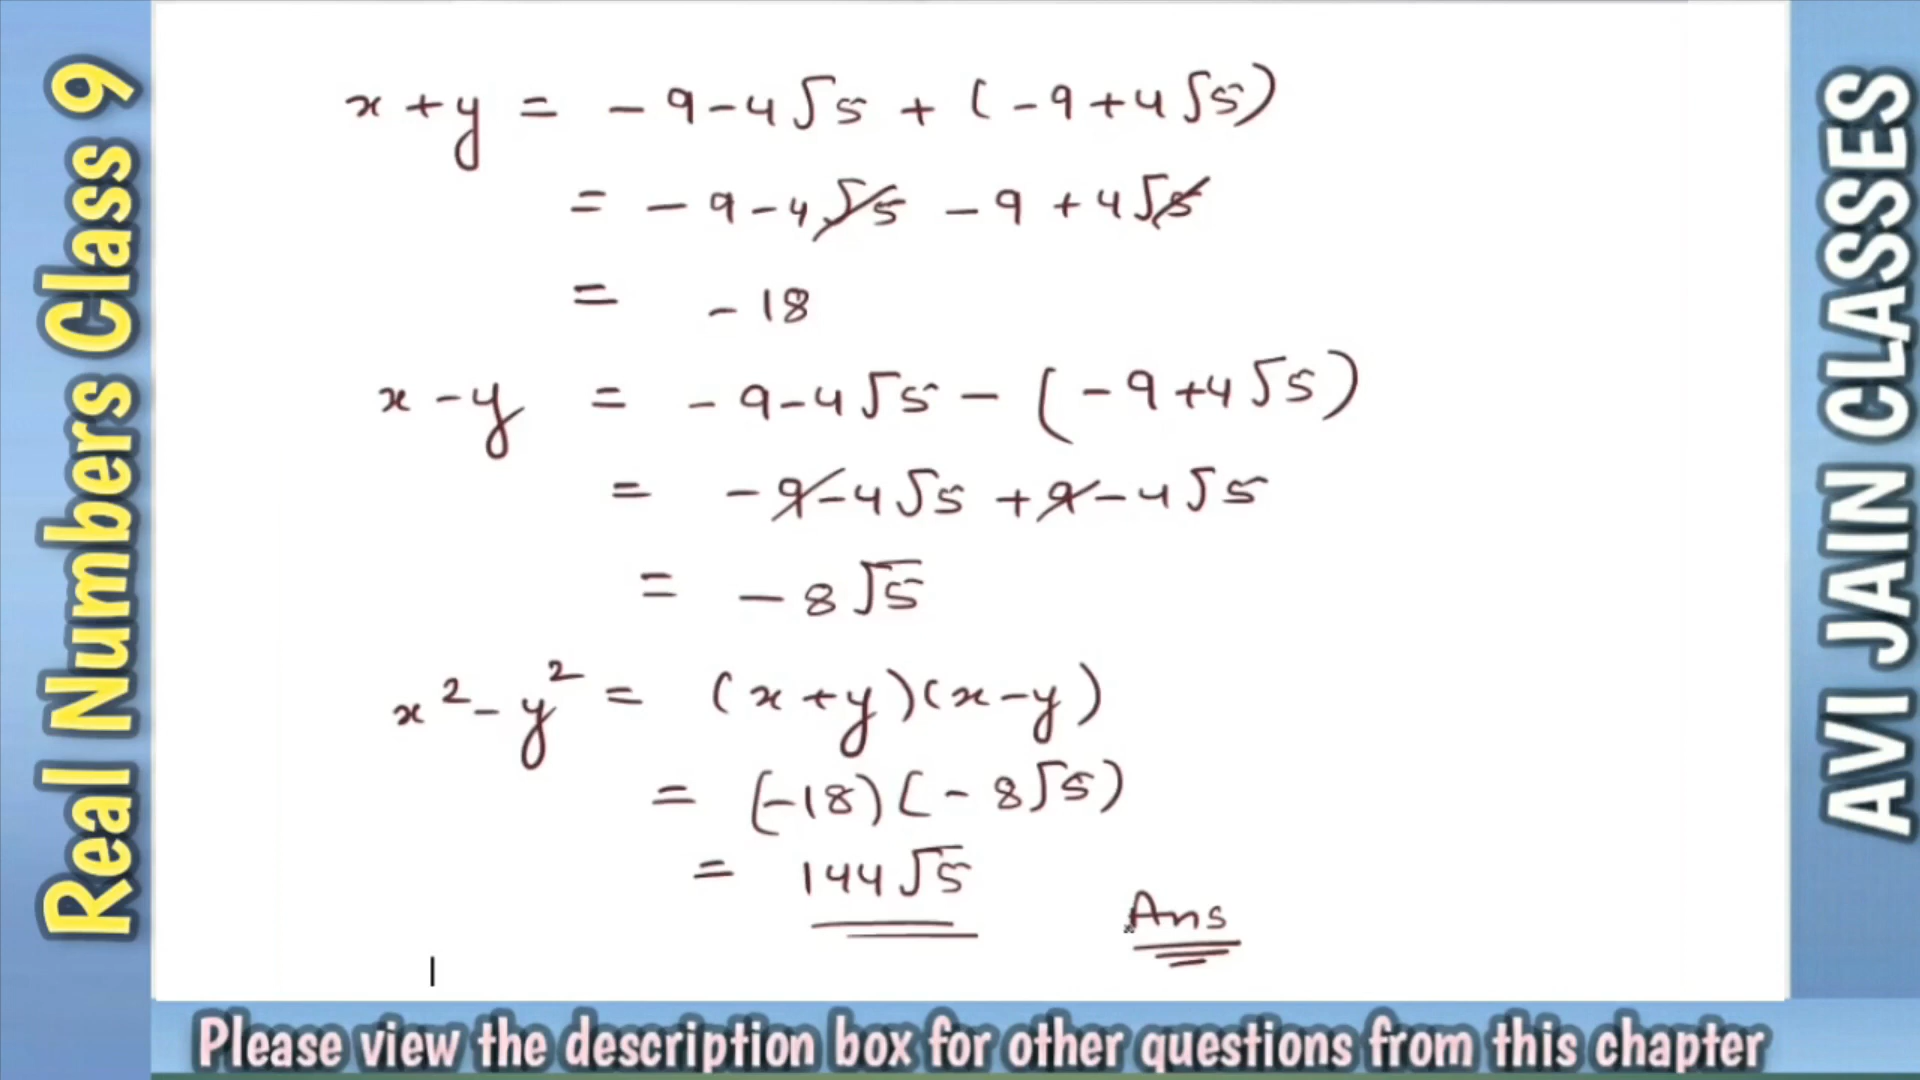 Real Numbers Class 9
x + y = - 9 - 4√5 + (- 9 + 4√5)
= - 9 - 4√5 - 9 + 4√5
= - 18
x - y = - 9 - 4√5 - (- 9 + 4√5)
= - 9 - 4√5 + 9 - 4√5
= - 8√5
x² - y² = (x + y)(x - y)
= (-18)(- 8√5)
= 144√5
Ans
AVI JAIN CLASSES
Please view the description box for other questions from this chapter